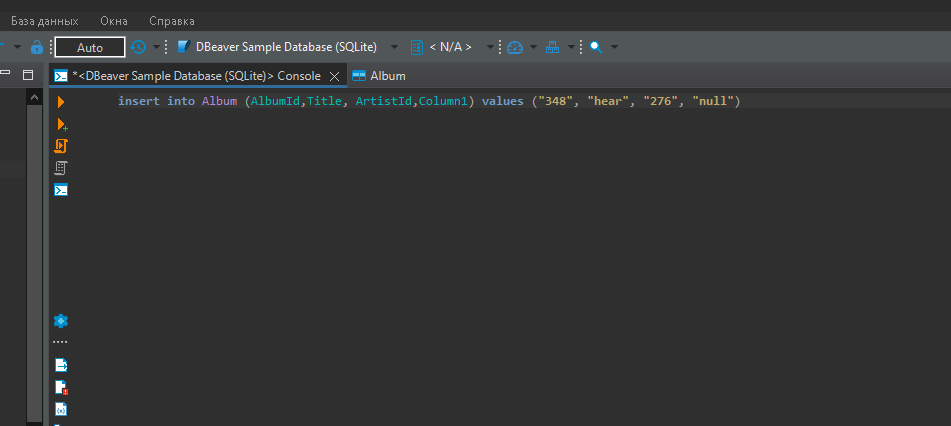 База данных Окна Справка
Auto DBeaver Sample Database (SQLite) < N/A >
*<DBeaver Sample Database (SQLite)> Console Album
insert into Album (AlbumId,Title, ArtistId,Column1) values ("348", "hear", "276", "null")